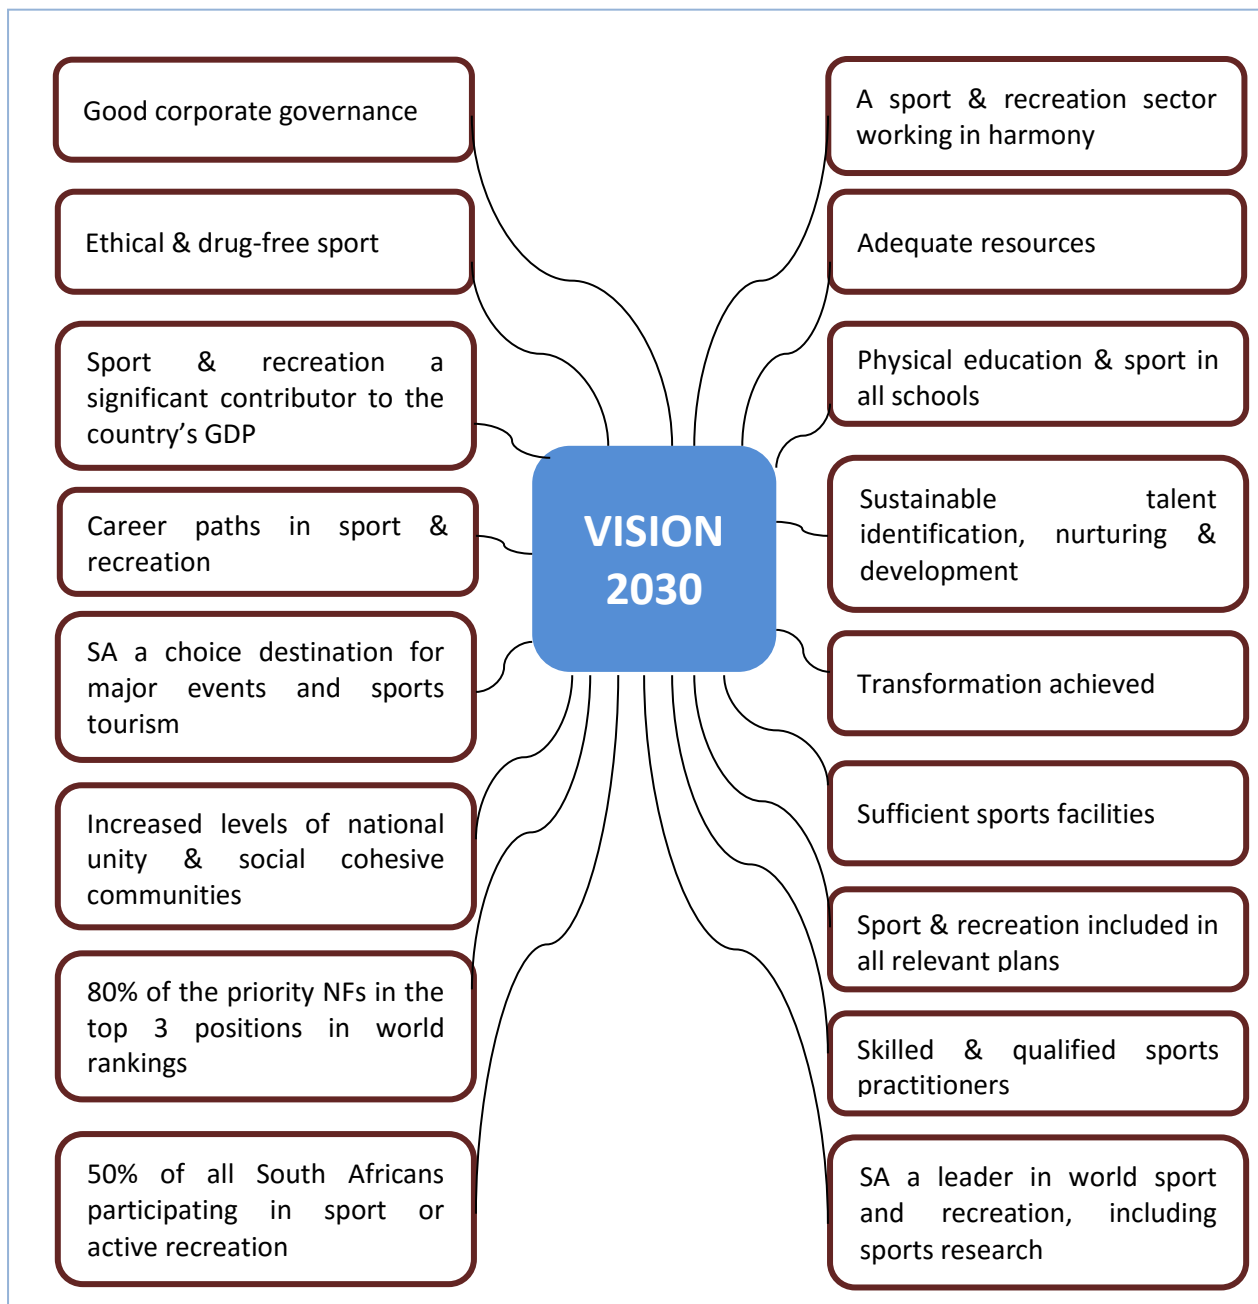 Good corporate governance
Ethical & drug-free sport
Sport & recreation a
significant contributor to the
country's GDP
Career paths in sport &
recreation
SA a choice destination for
major events and sports
tourism
Increased levels of national
unity & social cohesive
communities
80% of the priority NFs in the
top 3 positions in world
rankings
50% of all South Africans
participating in sport or
active recreation
VISION
2030
A sport & recreation sector
working in harmony
Adequate resources
Physical education & sport in
all schools
Sustainable talent
identification, nurturing &
development
Transformation achieved
Sufficient sports facilities
Sport & recreation included in
all relevant plans
Skilled & qualified sports
practitioners
SA a leader in world sport
and recreation, including
sports research